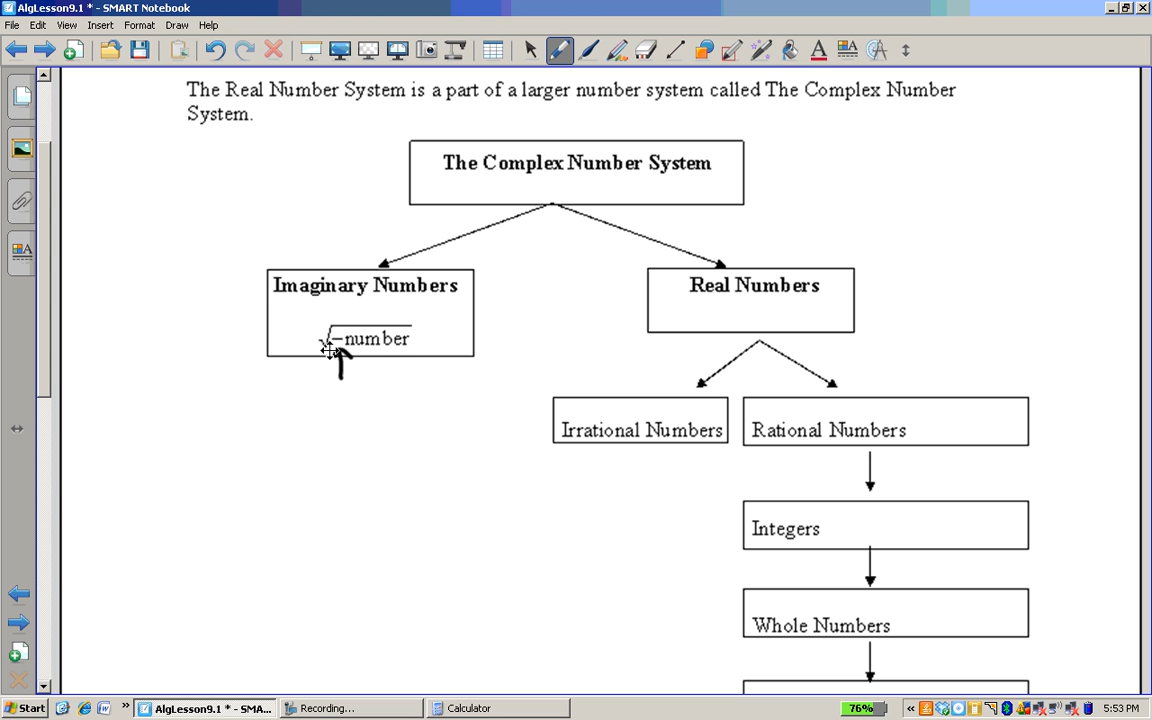 AlgLesson9.1 * - SMART Notebook
File Edit View Insert Format Draw Help
The Real Number System is a part of a larger number system called The Complex Number
System.
The Complex Number System
Imaginary Numbers
√−number
Real Numbers
Irrational Numbers
Rational Numbers
Integers
Whole Numbers
Start
AlgLesson9.1 * - SMA...
Recording...
Calculator
76%
5:53 PM